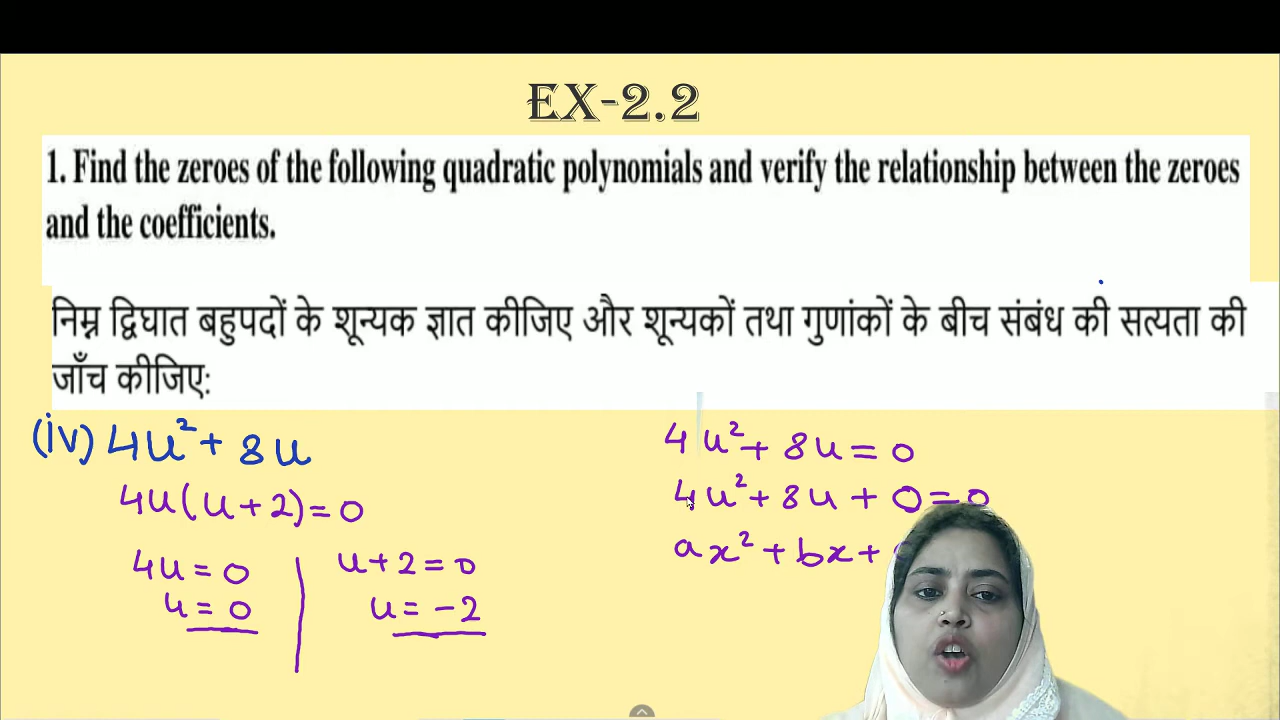 EX-2.2
1. Find the zeroes of the following quadratic polynomials and verify the relationship between the zeroes
and the coefficients.
निम्न द्विघात बहुपदों के शून्यक ज्ञात कीजिए और शून्यकों तथा गुणांकों के बीच संबंध की सत्यता की
जाँच कीजिए:
(iv) 4u² + 8u
4u(u+2)=0
4u=0
u=0
u+2=0
u=-2
4u²+8u=0
4u²+8u+0=0
ax²+bx+